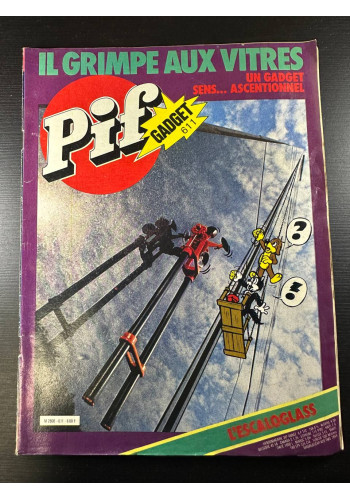 IL GRIMPE AUX VITRES
UN GADGET
SENS... ASCENTIONNEL
Pif
GADGET
611
?
!
L'ESCALOGLASS